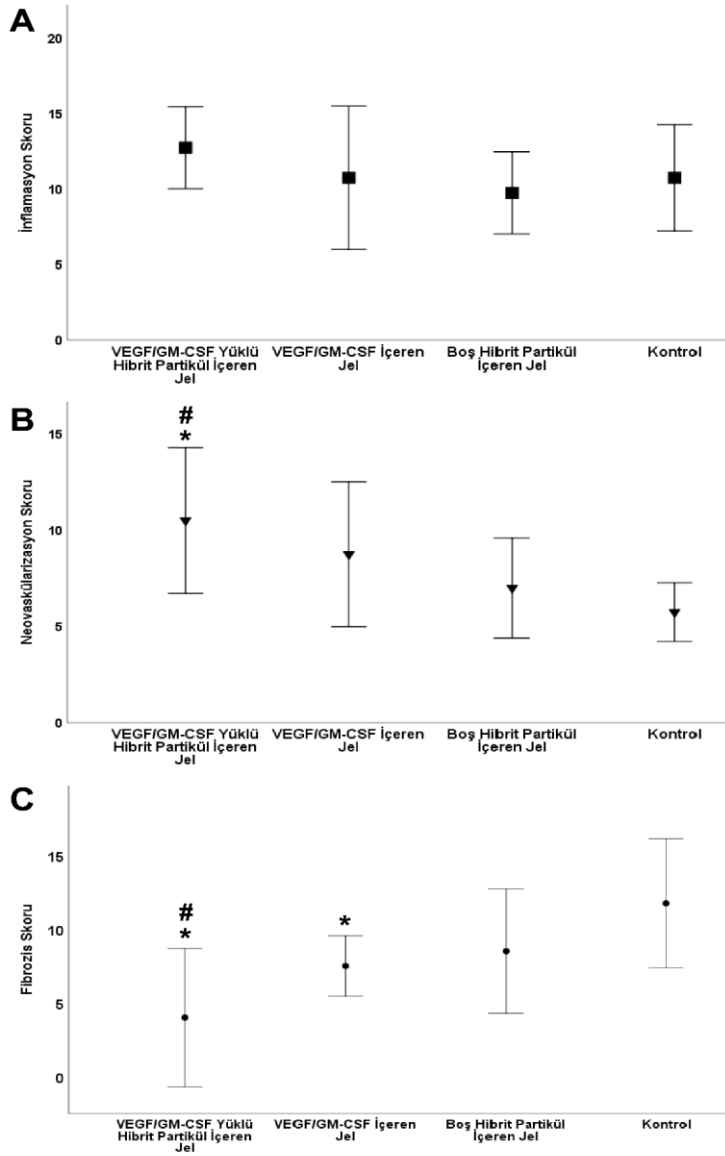 A
20
15
10
5
0
İnflamasyon Skoru
VEGF/GM-CSF Yüklü
Hibrit Partikül İçeren
Jel
VEGF/GM-CSF İçeren
Jel
Boş Hibrit Partikül
İçeren Jel
Kontrol
B
#
*
15
10
5
0
Neovaskülarizasyon Skoru
VEGF/GM-CSF Yüklü
Hibrit Partikül İçeren
Jel
VEGF/GM-CSF İçeren
Jel
Boş Hibrit Partikül
İçeren Jel
Kontrol
C
15
10
5
0
Fibrozis Skoru
#
*
*
VEGF/GM-CSF Yüklü
Hibrit Partikül İçeren
Jel
VEGF/GM-CSF İçeren
Jel
Boş Hibrit Partikül
İçeren Jel
Kontrol